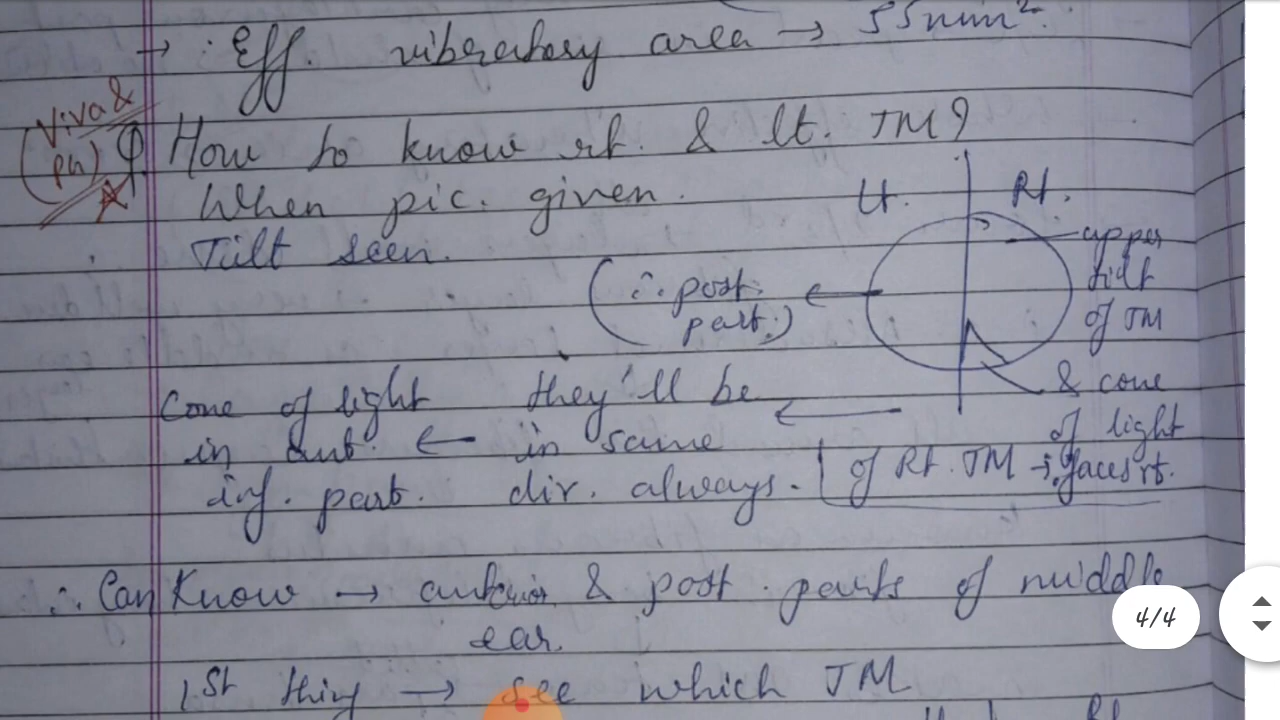 → Eff. vibratory area → 55mm².
(Viva & pu) Q. How to know rt. & lt. TM?
When pic. given.
Tilt seen.
Lt. Rt.
upper tilt of TM
(∴ post. part.) ←
& cone of light
of Rt. TM → faces rt.
Cone of light in ant. inf. part. ← they'll be in same dir. always. ←
∴ Can Know → anterior & post. parts of middle ear.
1st thing → see which TM
4/4